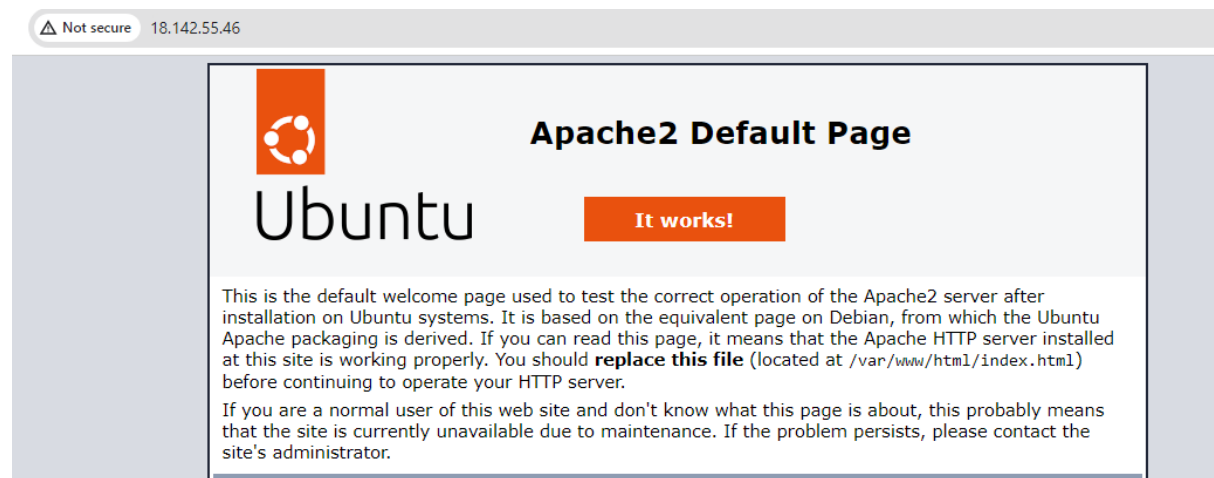 Not secure 18.142.55.46
Apache2 Default Page
Ubuntu
It works!
This is the default welcome page used to test the correct operation of the Apache2 server after
installation on Ubuntu systems. It is based on the equivalent page on Debian, from which the Ubuntu
Apache packaging is derived. If you can read this page, it means that the Apache HTTP server installed
at this site is working properly. You should replace this file (located at /var/www/html/index.html)
before continuing to operate your HTTP server.
If you are a normal user of this web site and don't know what this page is about, this probably means
that the site is currently unavailable due to maintenance. If the problem persists, please contact the
site's administrator.